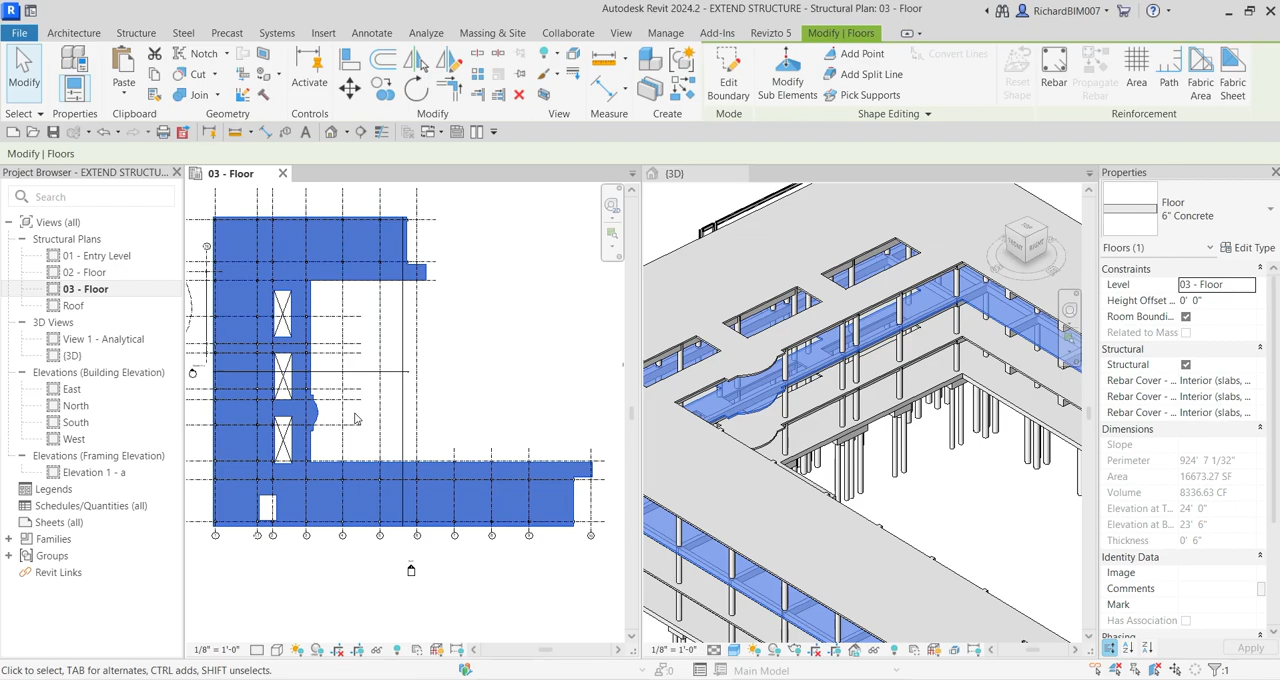 Autodesk Revit 2024.2 - EXTEND STRUCTURE - Structural Plan: 03 - Floor
RichardBIM007
File Architecture Structure Steel Precast Systems Insert Annotate Analyze Massing & Site Collaborate View Manage Add-Ins Revizto 5 Modify | Floors
Modify
Properties
Paste
Notch
Cut
Join
Activate
Edit Boundary
Modify Sub Elements
Add Point
Add Split Line
Pick Supports
Convert Lines
Reset Shape
Rebar
Propagate Rebar
Area
Path
Fabric Area
Fabric Sheet
Select Properties Clipboard Geometry Controls Modify View Measure Create Mode Shape Editing Reinforcement
Modify | Floors
Project Browser - EXTEND STRUCTU...
Search
Views (all)
Structural Plans
01 - Entry Level
02 - Floor
03 - Floor
Roof
3D Views
View 1 - Analytical
{3D}
Elevations (Building Elevation)
East
North
South
West
Elevations (Framing Elevation)
Elevation 1 - a
Legends
Schedules/Quantities (all)
Sheets (all)
Families
Groups
Revit Links
03 - Floor
1/8" = 1'-0"
{3D}
TOP
FRONT
RIGHT
1/8" = 1'-0"
Properties
Floor
6" Concrete
Floors (1)
Edit Type
Constraints
Level 03 - Floor
Height Offset ... 0' 0"
Room Boundi...
Related to Mass
Structural
Structural
Rebar Cover - ... Interior (slabs, ...
Rebar Cover - ... Interior (slabs, ...
Rebar Cover - ... Interior (slabs, ...
Dimensions
Slope
Perimeter 924' 7 1/32"
Area 16673.27 SF
Volume 8336.63 CF
Elevation at T... 24' 0"
Elevation at B... 23' 6"
Thickness 0' 6"
Identity Data
Image
Comments
Mark
Has Association
Phasing
Apply
Click to select, TAB for alternates, CTRL adds, SHIFT unselects.
:0
Main Model
:1